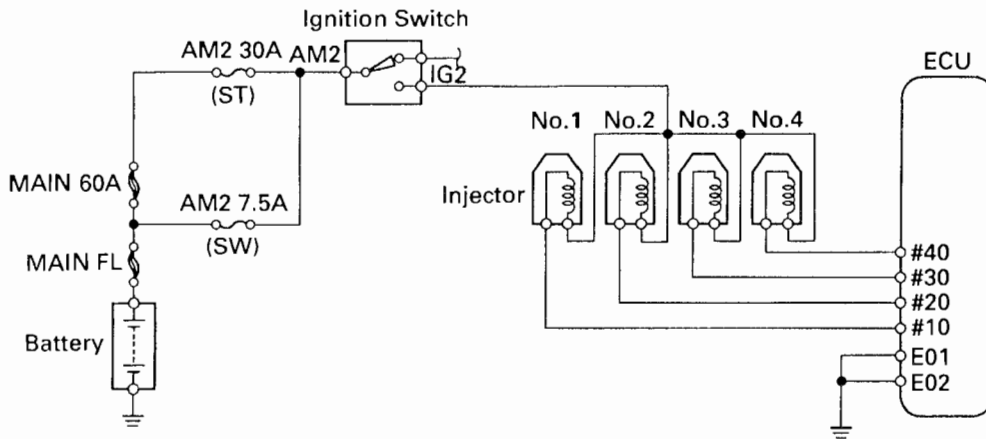 Ignition Switch
AM2 30A
(ST)
AM2
IG2
ECU
No.1
No.2
No.3
No.4
MAIN 60A
AM2 7.5A
(SW)
Injector
MAIN FL
Battery
#40
#30
#20
#10
E01
E02